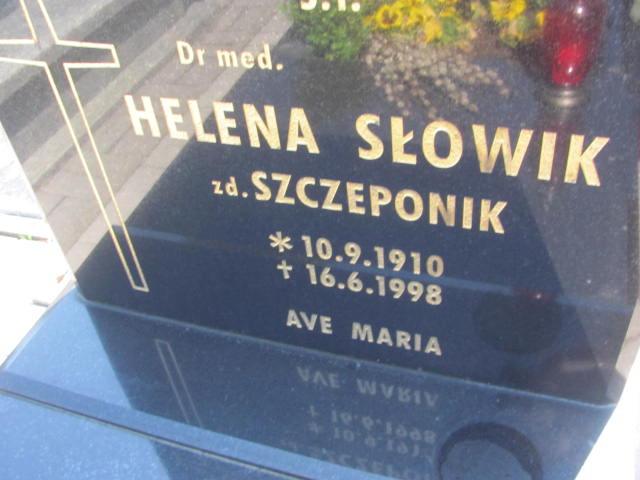 Ś.†P.
Dr med.
HELENA SŁOWIK
zd. SZCZEPONIK
* 10.9.1910
† 16.6.1998
AVE MARIA